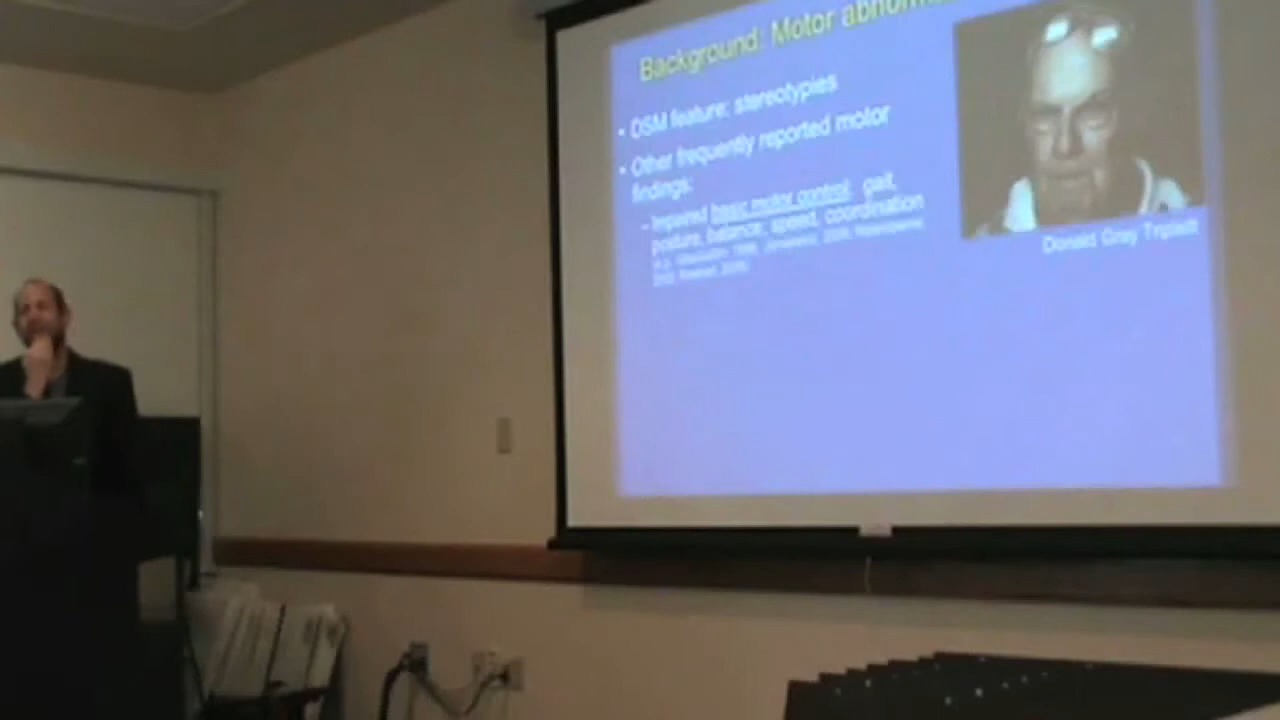 Background: Motor abnorm
• DSM feature: stereotypies
• Other frequently reported motor
findings:
– Impaired basic motor control: gait,
posture, balance, speed, coordination
Donald Gray Triplett